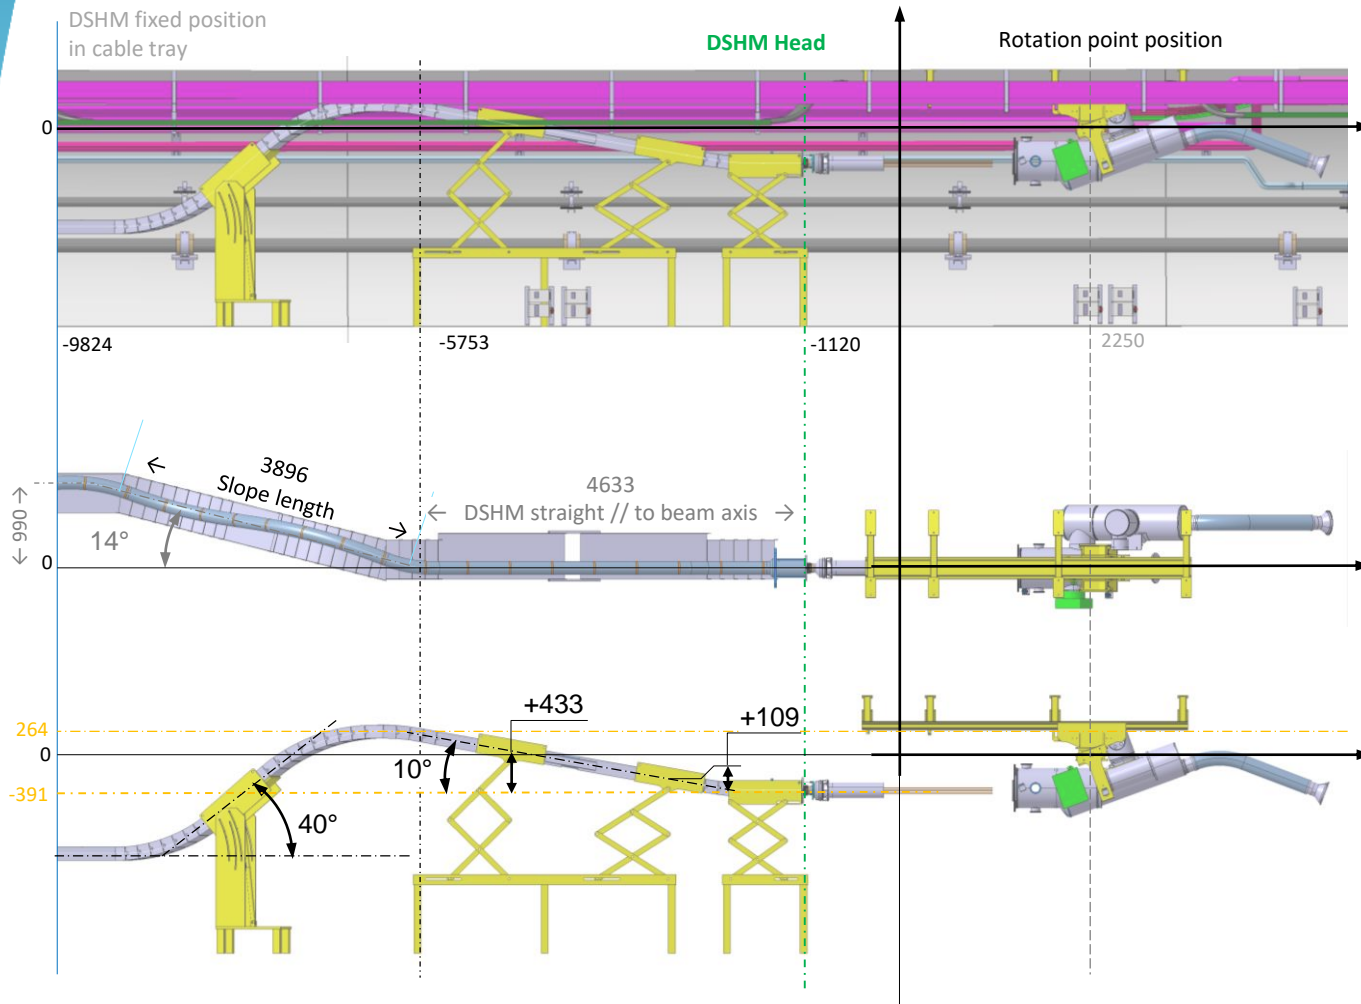 DSHM fixed position
in cable tray
DSHM Head
Rotation point position
0
-9824
-5753
-1120
2250
3896
Slope length
4633
← DSHM straight // to beam axis →
← 990 →
14°
0
+433
+109
264
0
10°
-391
40°